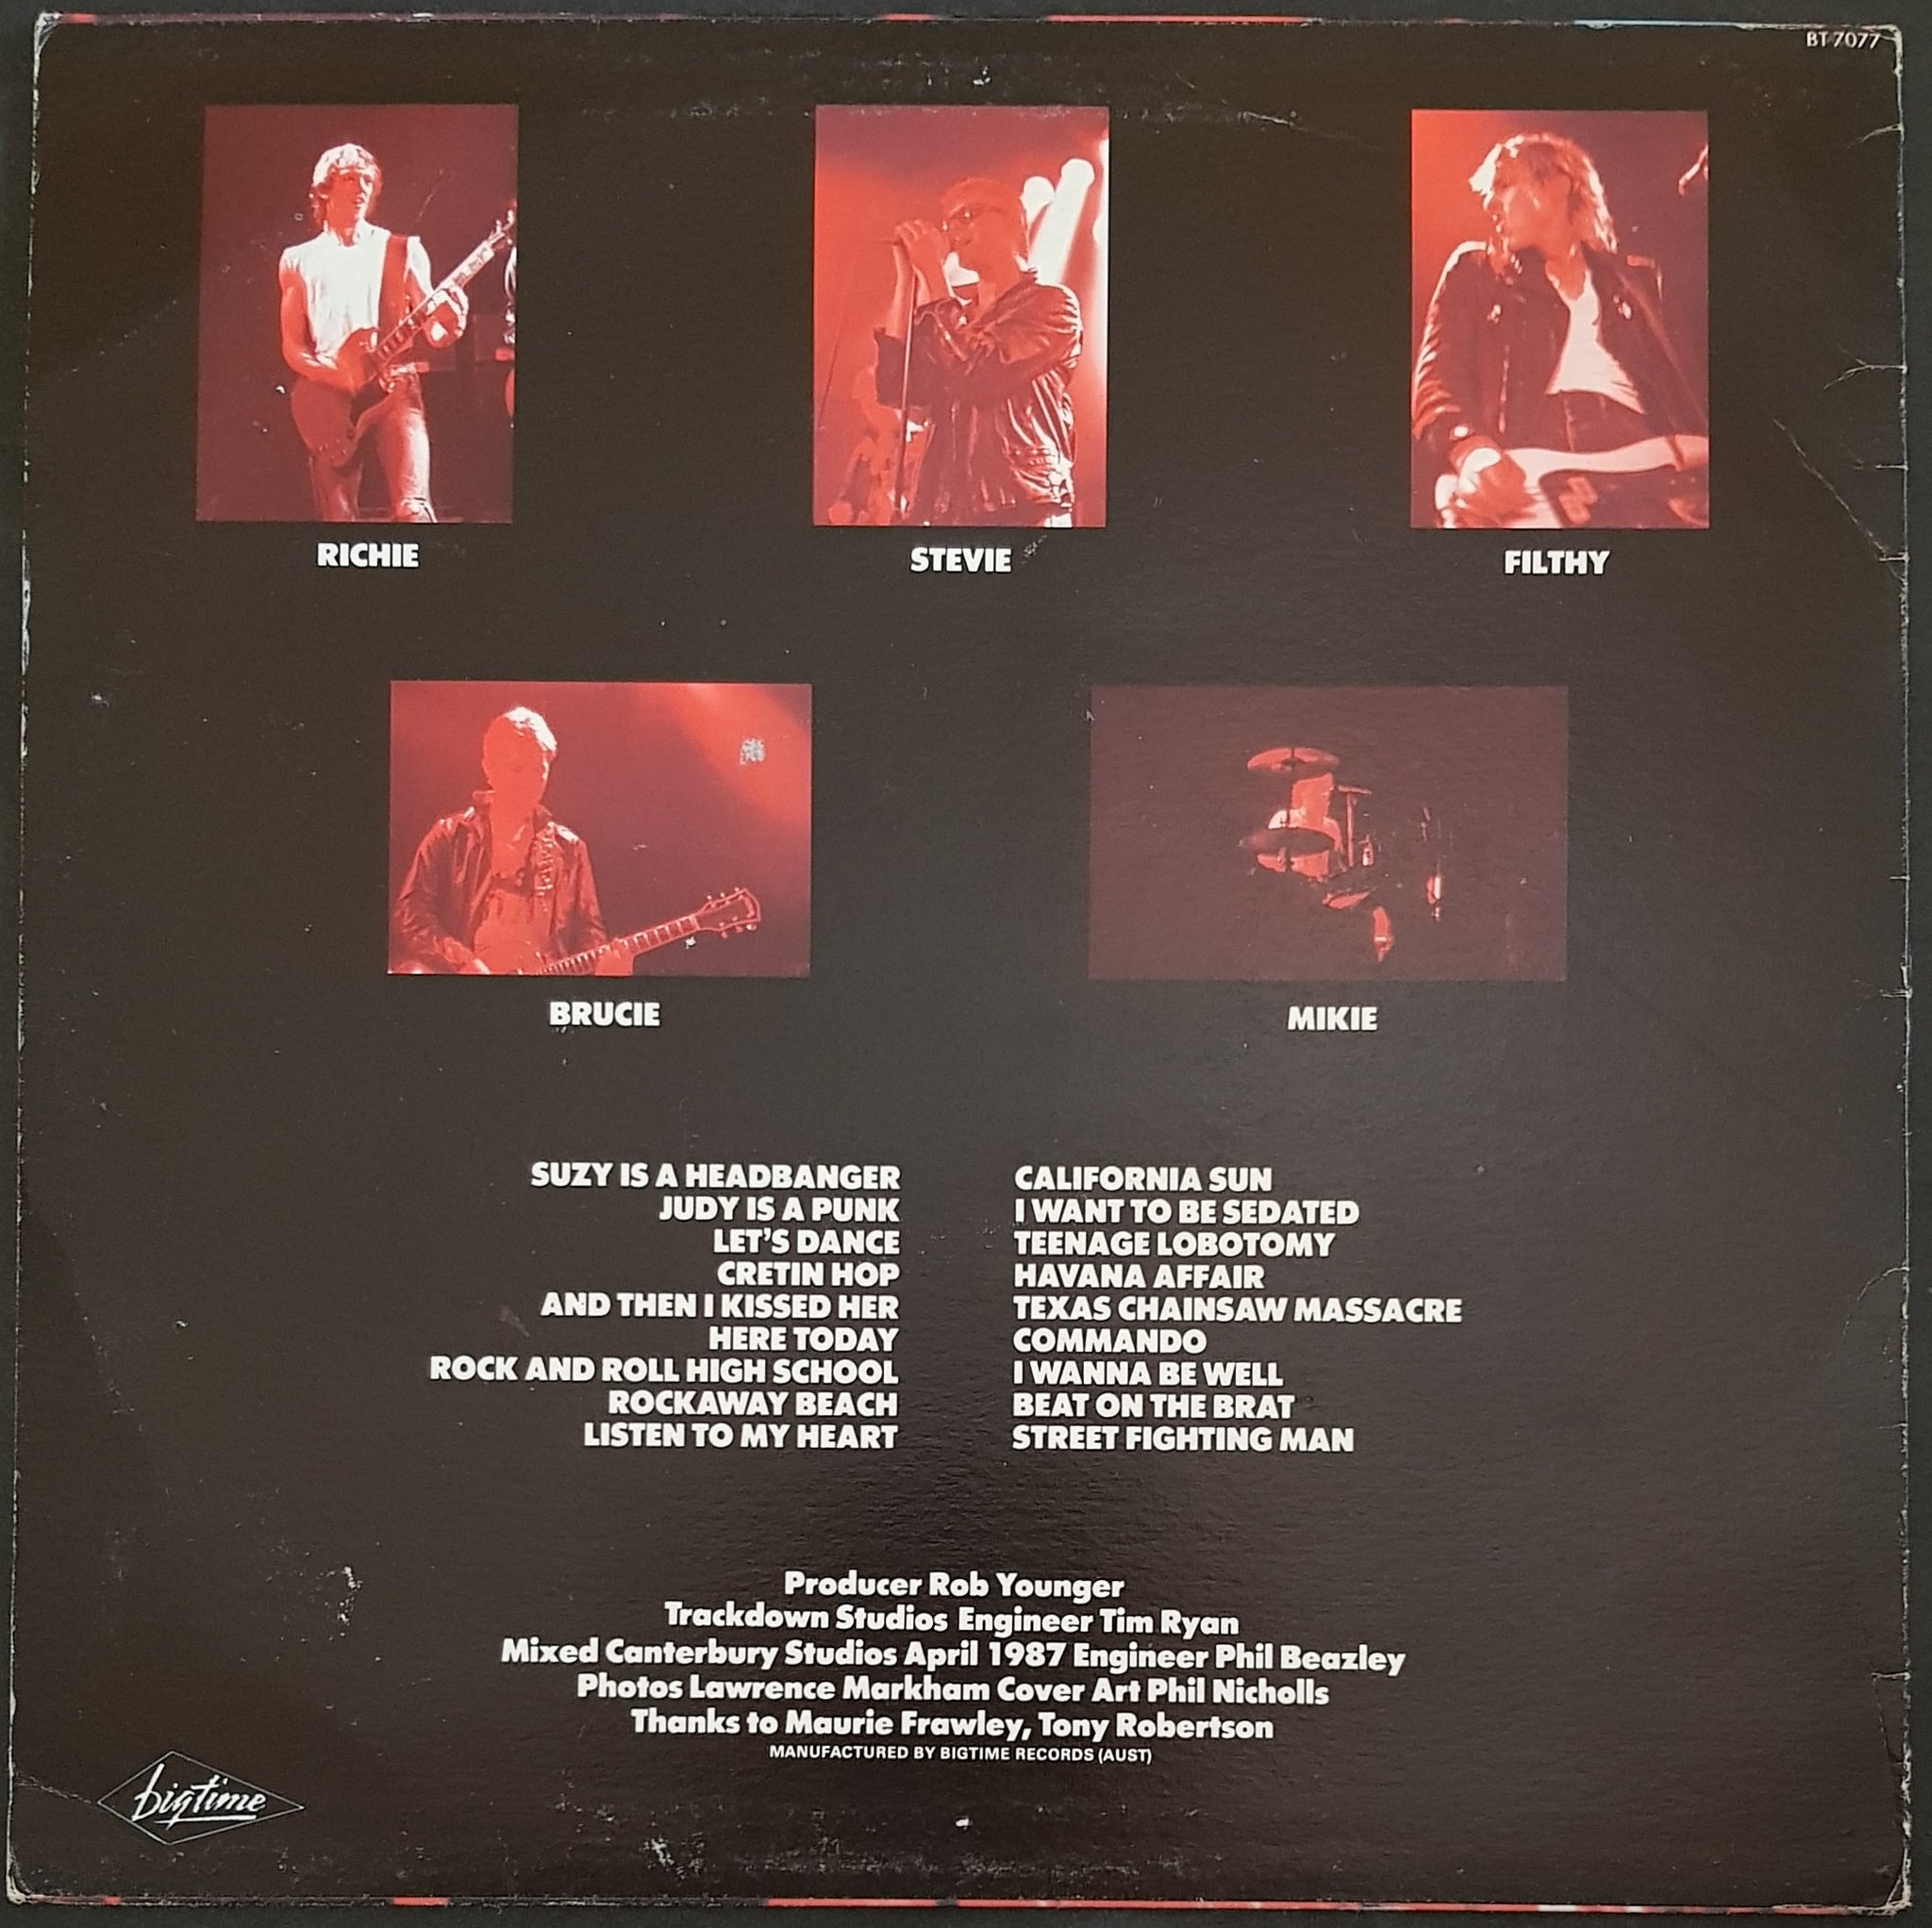 BT 7077
RICHIE
STEVIE
FILTHY
BRUCIE
MIKIE
SUZY IS A HEADBANGER
JUDY IS A PUNK
LET'S DANCE
CRETIN HOP
AND THEN I KISSED HER
HERE TODAY
ROCK AND ROLL HIGH SCHOOL
ROCKAWAY BEACH
LISTEN TO MY HEART
CALIFORNIA SUN
I WANT TO BE SEDATED
TEENAGE LOBOTOMY
HAVANA AFFAIR
TEXAS CHAINSAW MASSACRE
COMMANDO
I WANNA BE WELL
BEAT ON THE BRAT
STREET FIGHTING MAN
Producer Rob Younger
Trackdown Studios Engineer Tim Ryan
Mixed Canterbury Studios April 1987 Engineer Phil Beazley
Photos Lawrence Markham Cover Art Phil Nicholls
Thanks to Maurie Frawley, Tony Robertson
MANUFACTURED BY BIGTIME RECORDS (AUST)
bigtime